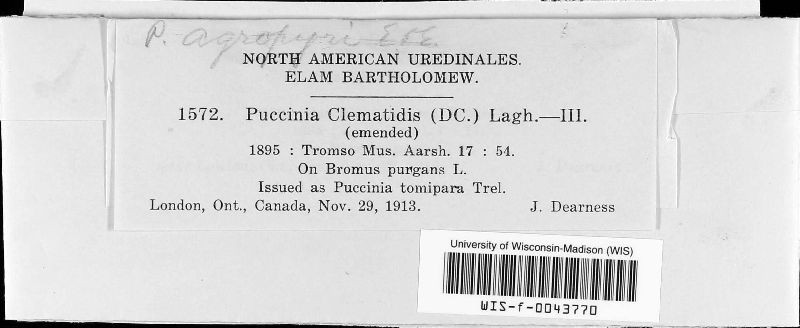 P. agropyri E&E.
NORTH AMERICAN UREDINALES.
ELAM BARTHOLOMEW.
1572. Puccinia Clematidis (DC.) Lagh.—III.
(emended)
1895 : Tromso Mus. Aarsh. 17 : 54.
On Bromus purgans L.
Issued as Puccinia tomipara Trel.
London, Ont., Canada, Nov. 29, 1913. J. Dearness
University of Wisconsin-Madison (WIS)
WIS-f-0043770